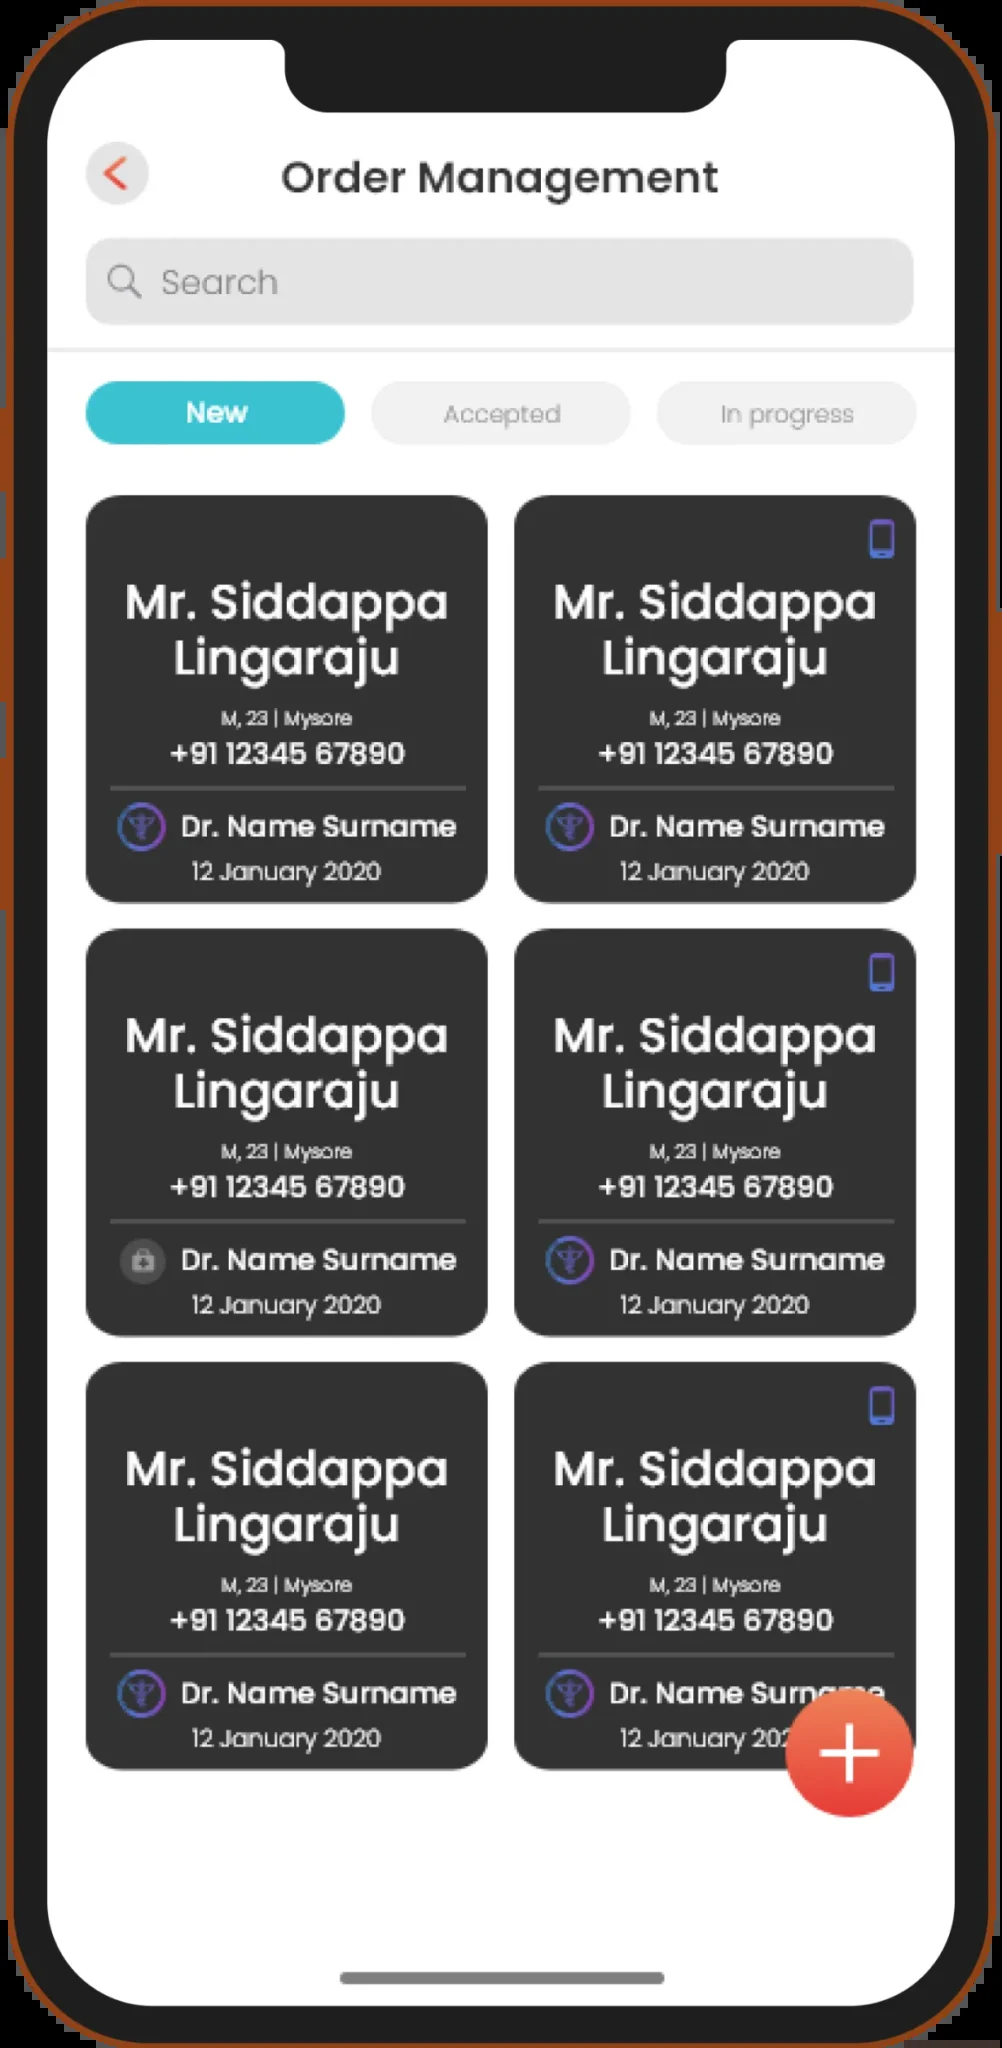 Order Management
Search
New
Accepted
In progress
Mr. Siddappa
Lingaraju
M, 23 | Mysore
+91 12345 67890
Dr. Name Surname
12 January 2020
Mr. Siddappa
Lingaraju
M, 23 | Mysore
+91 12345 67890
Dr. Name Surname
12 January 2020
Mr. Siddappa
Lingaraju
M, 23 | Mysore
+91 12345 67890
Dr. Name Surname
12 January 2020
Mr. Siddappa
Lingaraju
M, 23 | Mysore
+91 12345 67890
Dr. Name Surname
12 January 2020
Mr. Siddappa
Lingaraju
M, 23 | Mysore
+91 12345 67890
Dr. Name Surname
12 January 2020
Mr. Siddappa
Lingaraju
M, 23 | Mysore
+91 12345 67890
Dr. Name Surname
12 January